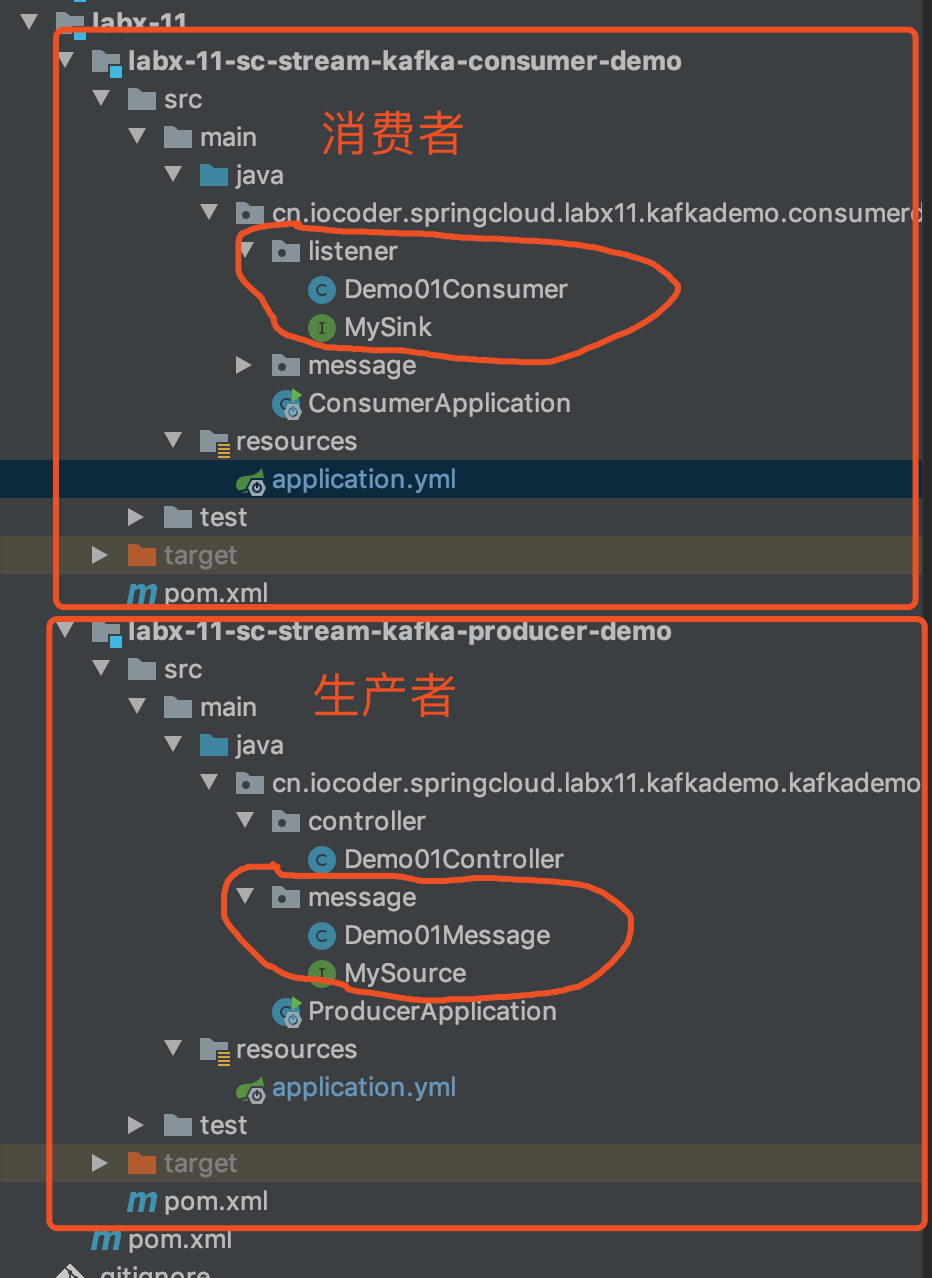 labx-11
labx-11-sc-stream-kafka-consumer-demo
src
main
消费者
java
cn.iocoder.springcloud.labx11.kafkademo.consumerd
listener
C Demo01Consumer
I MySink
message
C ConsumerApplication
resources
application.yml
test
target
m pom.xml
labx-11-sc-stream-kafka-producer-demo
src
main
生产者
java
cn.iocoder.springcloud.labx11.kafkademo.kafkademo
controller
C Demo01Controller
message
C Demo01Message
I MySource
C ProducerApplication
resources
application.yml
test
target
m pom.xml
m pom.xml
.gitignore